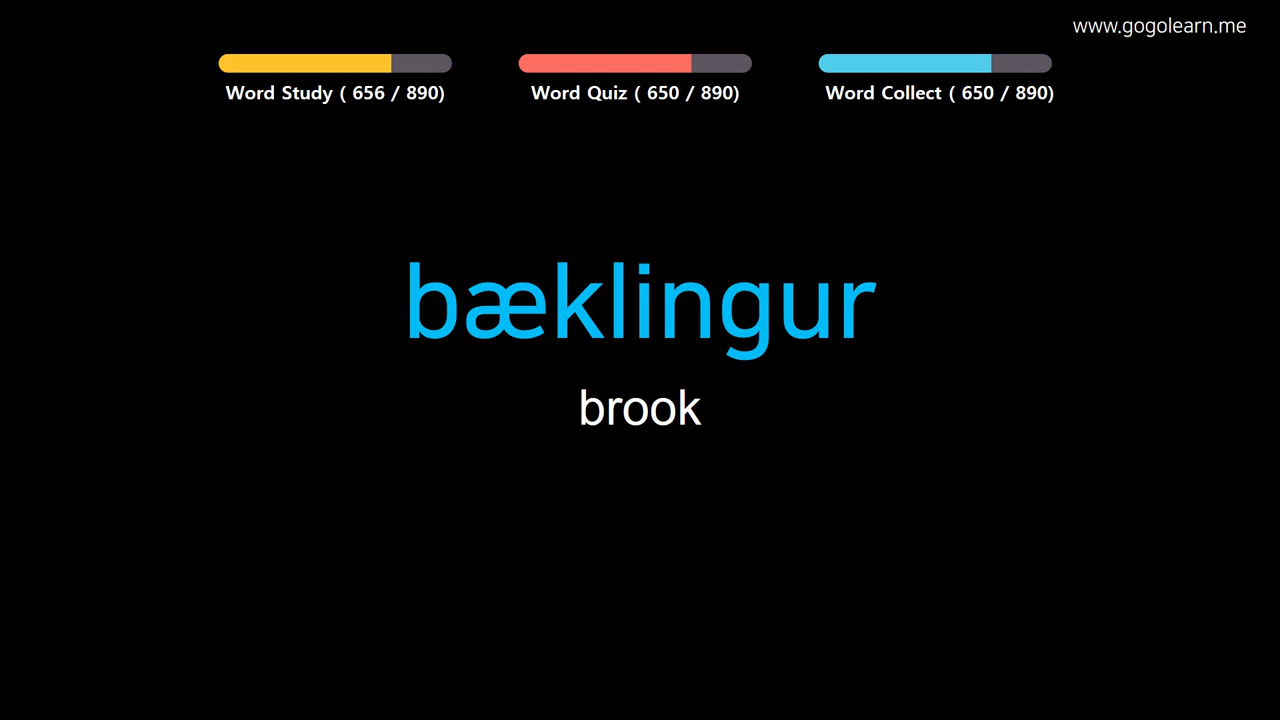 www.gogolearn.me
Word Study ( 656 / 890)
Word Quiz ( 650 / 890)
Word Collect ( 650 / 890)
bæklingur
brook